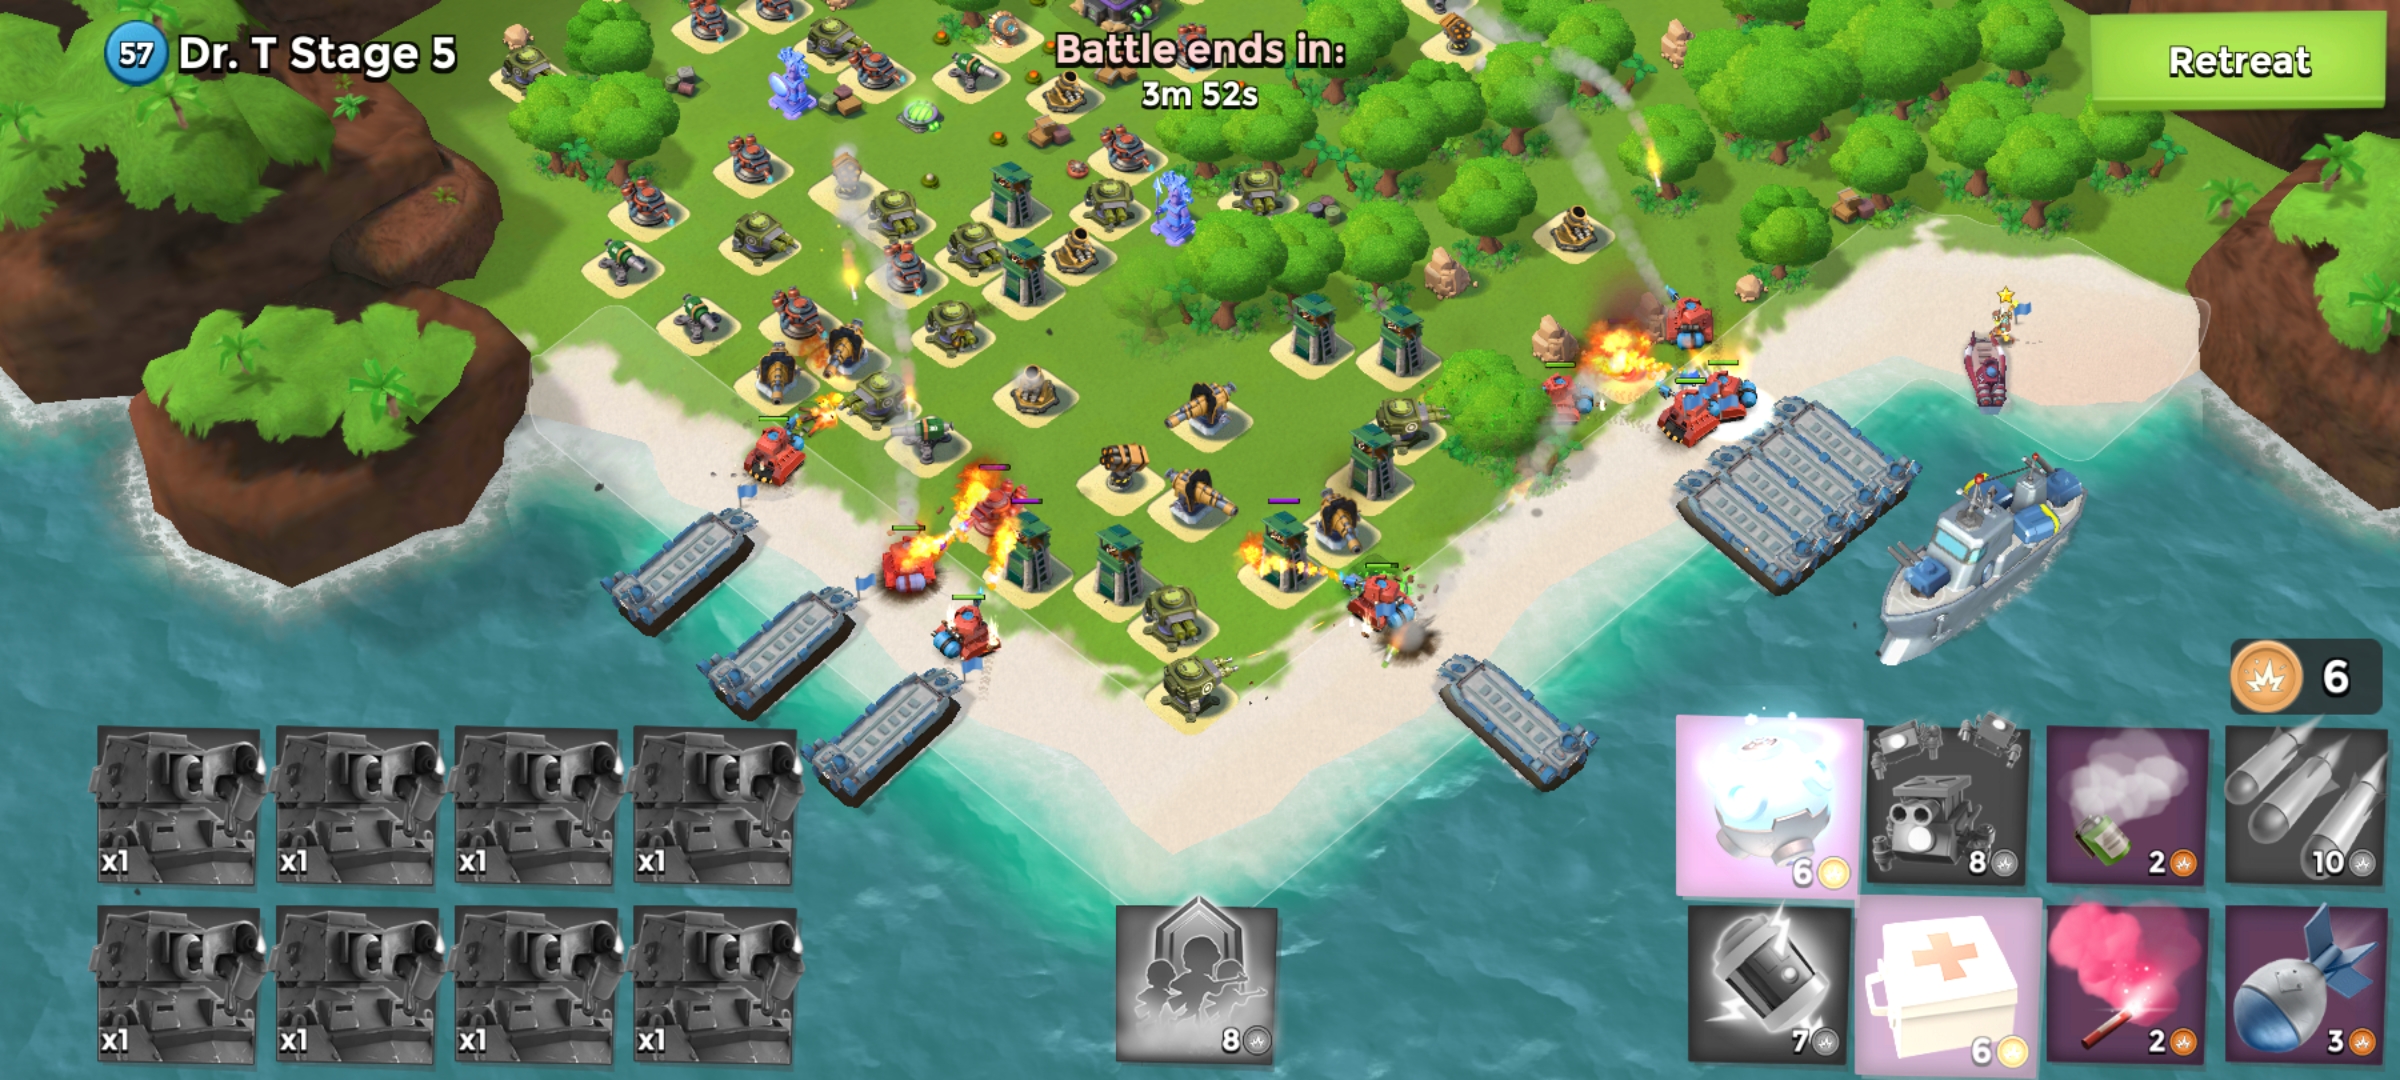 57 Dr. T Stage 5
Battle ends in:
3m 52s
Retreat
6
x1 x1 x1 x1
6 8 2 10
x1 x1 x1 x1
8
7 6 2 3